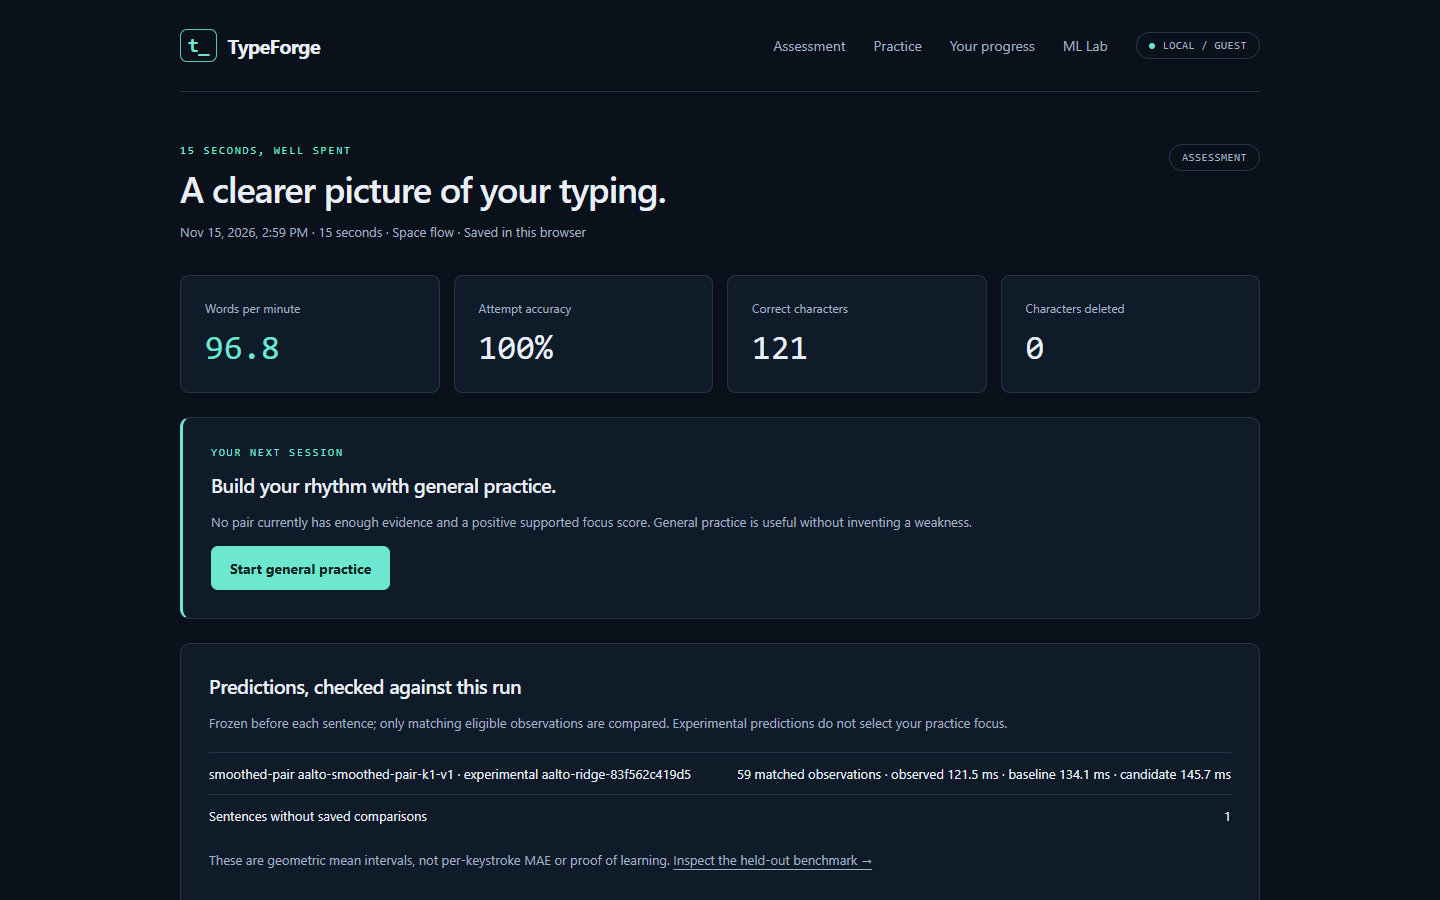 t_ TypeForge
Assessment Practice Your progress ML Lab LOCAL / GUEST
15 SECONDS, WELL SPENT
ASSESSMENT
A clearer picture of your typing.
Nov 15, 2026, 2:59 PM · 15 seconds · Space flow · Saved in this browser
Words per minute
96.8
Attempt accuracy
100%
Correct characters
121
Characters deleted
0
YOUR NEXT SESSION
Build your rhythm with general practice.
No pair currently has enough evidence and a positive supported focus score. General practice is useful without inventing a weakness.
Start general practice
Predictions, checked against this run
Frozen before each sentence; only matching eligible observations are compared. Experimental predictions do not select your practice focus.
smoothed-pair aalto-smoothed-pair-k1-v1 · experimental aalto-ridge-83f562c419d5 59 matched observations · observed 121.5 ms · baseline 134.1 ms · candidate 145.7 ms
Sentences without saved comparisons 1
These are geometric mean intervals, not per-keystroke MAE or proof of learning. Inspect the held-out benchmark →